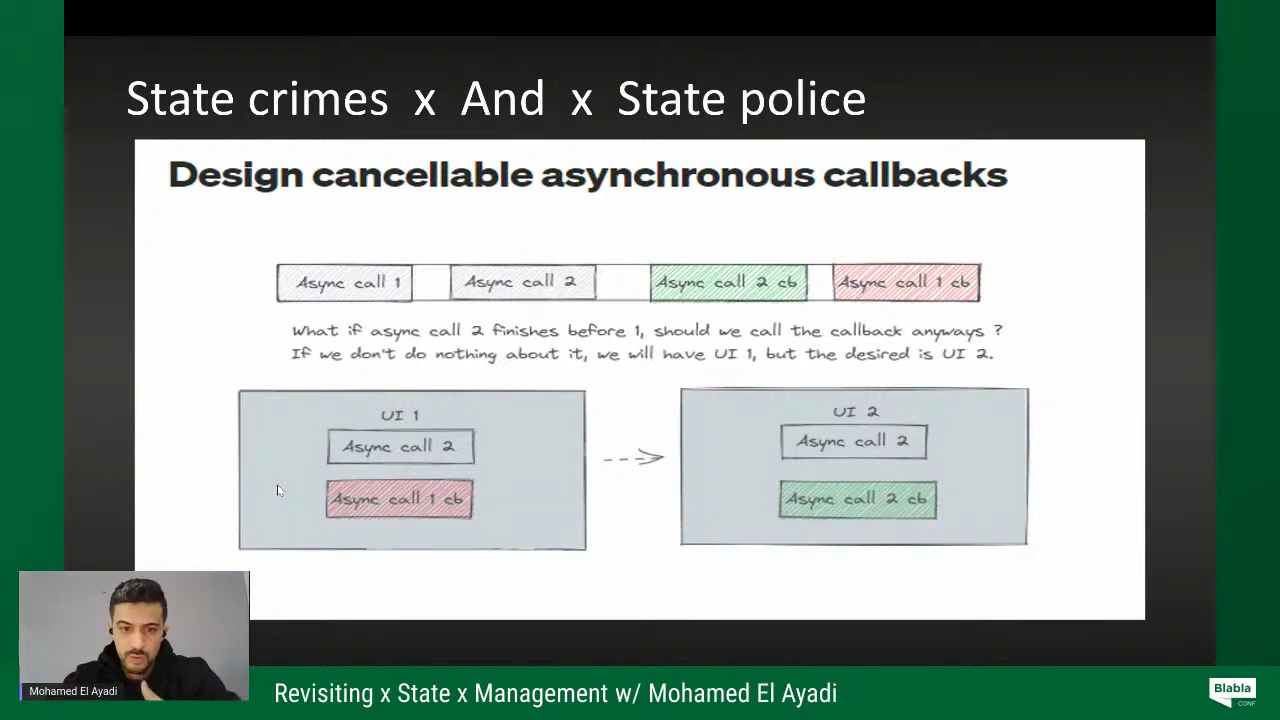 State crimes x And x State police
Design cancellable asynchronous callbacks
Async call 1
Async call 2
Async call 2 cb
Async call 1 cb
What if async call 2 finishes before 1, should we call the callback anyways ?
If we don't do nothing about it, we will have UI 1, but the desired is UI 2.
UI 1
Async call 2
Async call 1 cb
UI 2
Async call 2
Async call 2 cb
Mohamed El Ayadi
Revisiting x State x Management w/ Mohamed El Ayadi
Blabla
CONF